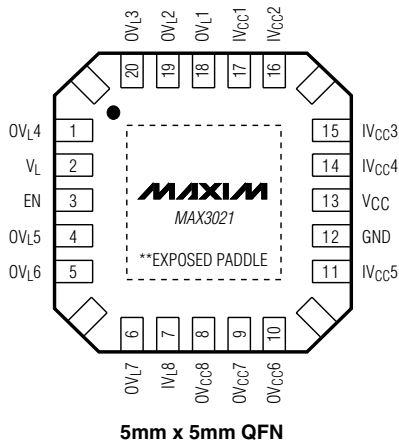 OVL3
OVL2
OVL1
IVCC1
IVCC2
20
19
18
17
16
OVL4
1
15
IVCC3
VL
2
14
IVCC4
EN
3
13
VCC
OVL5
4
12
GND
OVL6
5
11
IVCC5
MAXIM
MAX3021
**EXPOSED PADDLE
6
7
8
9
10
OVL7
IVL8
OVCC8
OVCC7
OVCC6
5mm x 5mm QFN